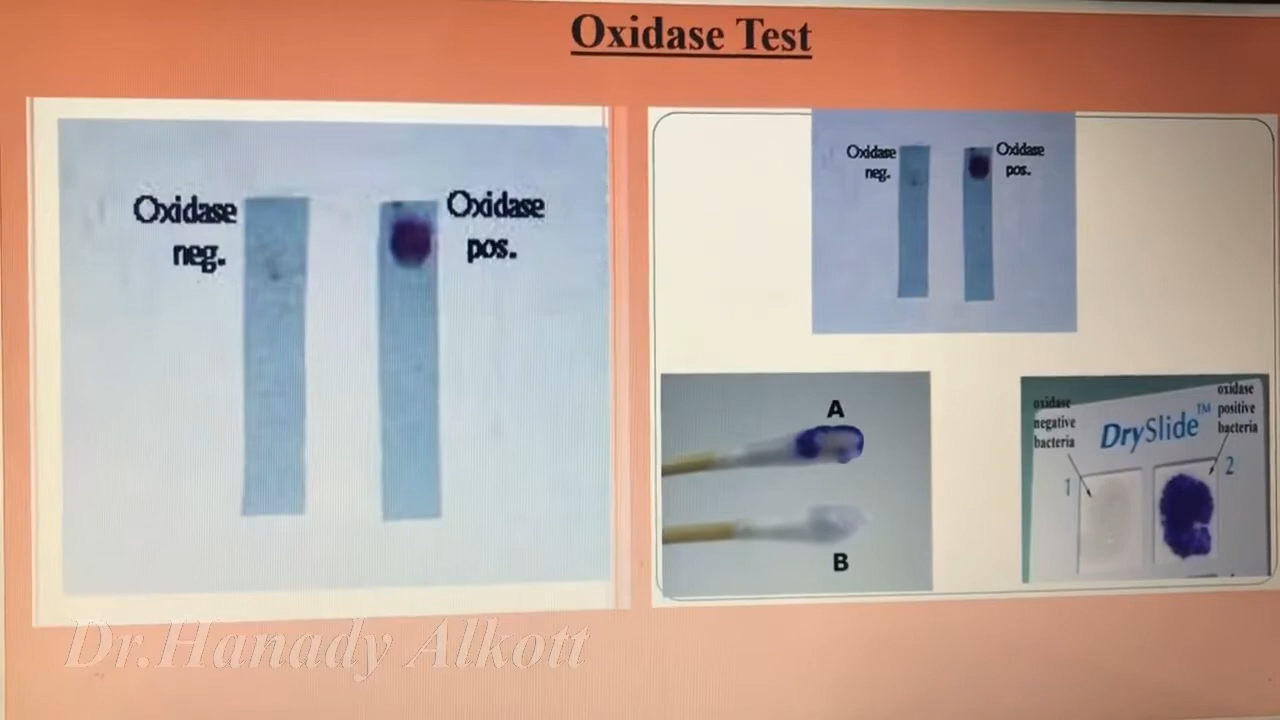 Oxidase Test
Oxidase
neg.
Oxidase
pos.
Oxidase
neg.
Oxidase
pos.
A
B
oxidase
negative
bacteria
DrySlide™
oxidase
positive
bacteria
1
2
Dr.Hanady Alkott